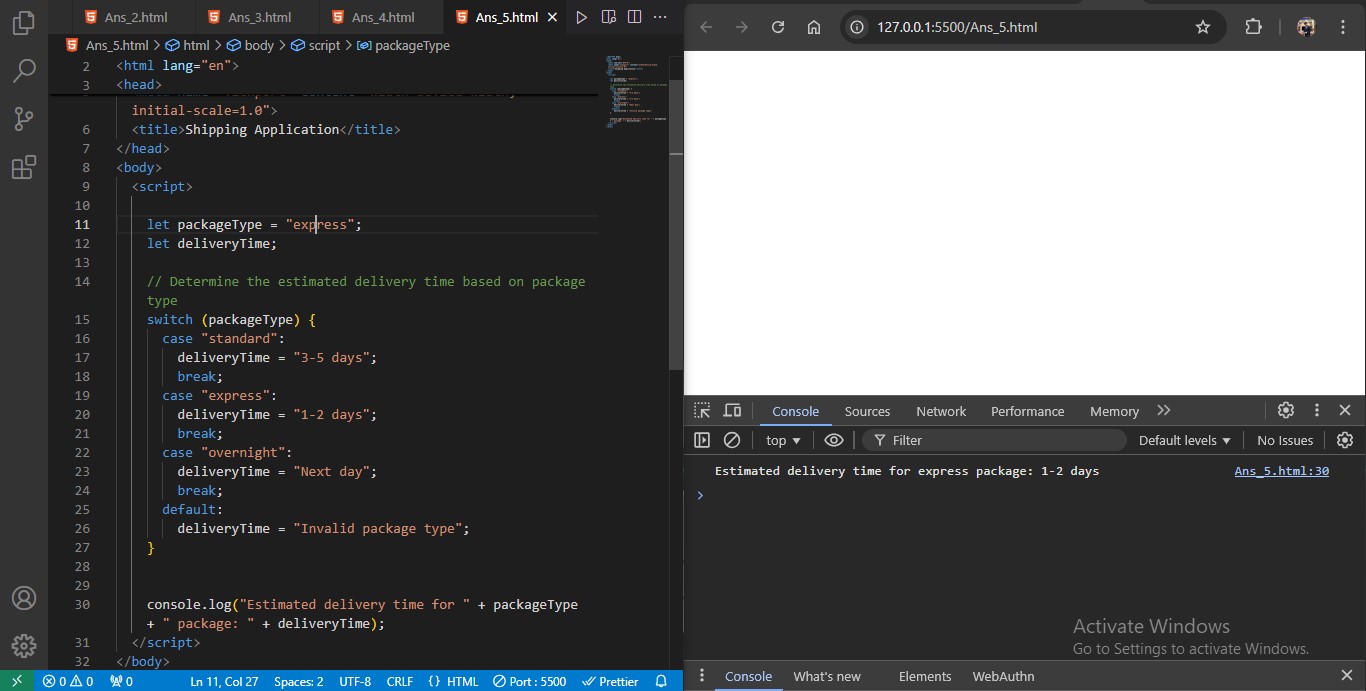 Ans_2.html Ans_3.html Ans_4.html Ans_5.html
Ans_5.html > html > body > script > packageType
2 <html lang="en">
3 <head>
initial-scale=1.0">
6 <title>Shipping Application</title>
7 </head>
8 <body>
9 <script>
10
11 let packageType = "express";
12 let deliveryTime;
13
14 // Determine the estimated delivery time based on package
type
15 switch (packageType) {
16 case "standard":
17 deliveryTime = "3-5 days";
18 break;
19 case "express":
20 deliveryTime = "1-2 days";
21 break;
22 case "overnight":
23 deliveryTime = "Next day";
24 break;
25 default:
26 deliveryTime = "Invalid package type";
27 }
28
29
30 console.log("Estimated delivery time for " + packageType
+ " package: " + deliveryTime);
31 </script>
32 </body>
0 0 0 Ln 11, Col 27 Spaces: 2 UTF-8 CRLF {} HTML Port : 5500 Prettier
127.0.0.1:5500/Ans_5.html
Console Sources Network Performance Memory
top Filter Default levels No Issues
Estimated delivery time for express package: 1-2 days Ans_5.html:30
Activate Windows
Go to Settings to activate Windows.
Console What's new Elements WebAuthn